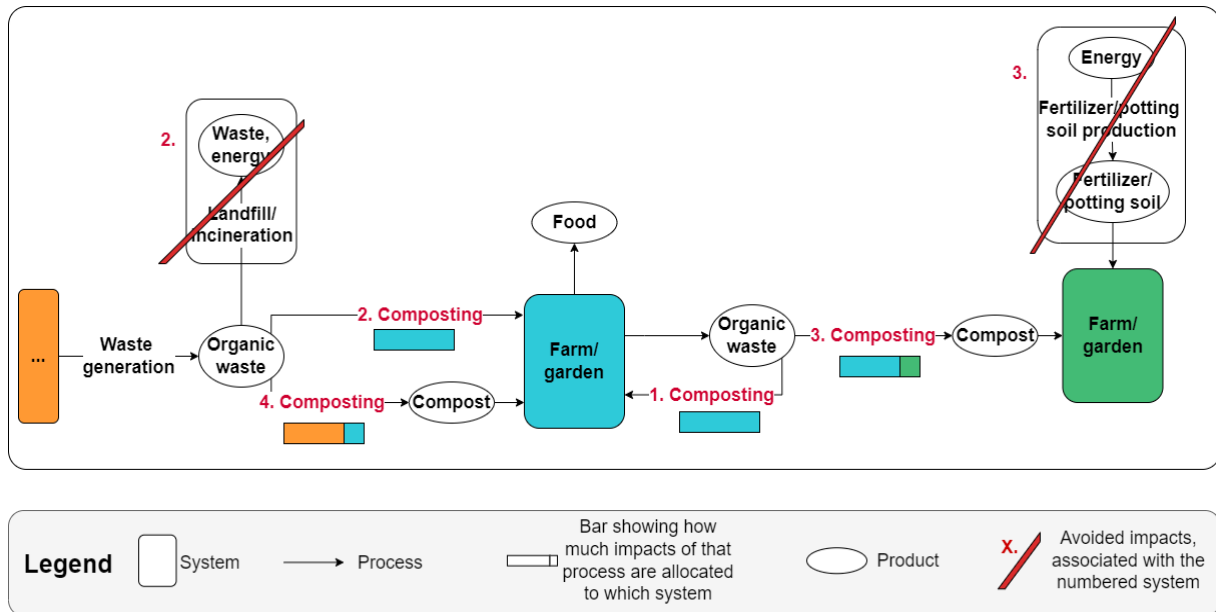 3.
Energy
Fertilizer/potting
soil production
Fertilizer/
potting soil
2.
Waste,
energy
Landfill/
incineration
Food
...
Waste
generation
Organic
waste
2. Composting
4. Composting
Compost
Farm/
garden
Organic
waste
3. Composting
1. Composting
Compost
Farm/
garden
Legend
System
Process
Bar showing how
much impacts of that
process are allocated
to which system
Product
X.
Avoided impacts,
associated with the
numbered system